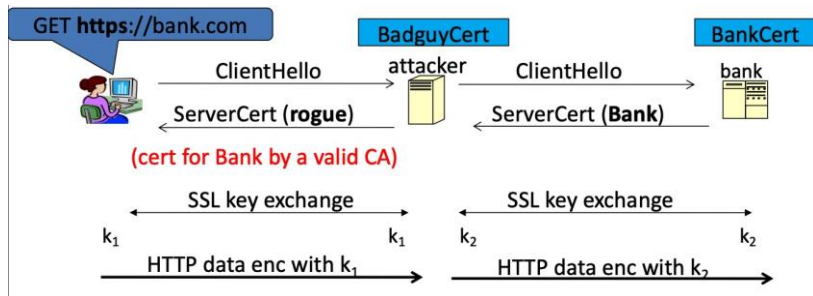 GET https://bank.com
BadguyCert
BankCert
attacker
bank
ClientHello
ClientHello
ServerCert (rogue)
ServerCert (Bank)
(cert for Bank by a valid CA)
SSL key exchange
SSL key exchange
k1
k1
k2
k2
HTTP data enc with k1
HTTP data enc with k2